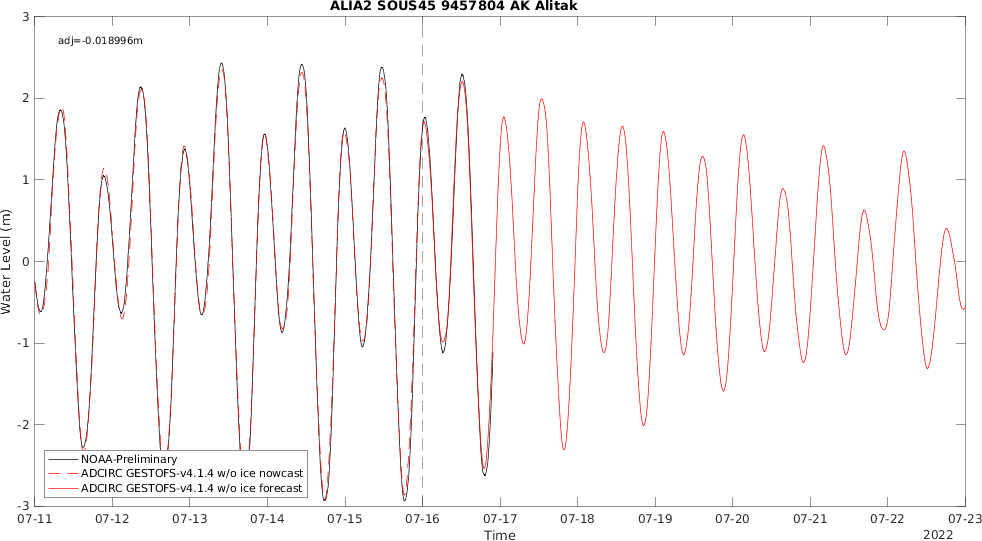 ALIA2 SOUS45 9457804 AK Alitak
adj=-0.018996m
3
2
1
0
-1
-2
-3
Water Level (m)
NOAA-Preliminary
ADCIRC GESTOFS-v4.1.4 w/o ice nowcast
ADCIRC GESTOFS-v4.1.4 w/o ice forecast
07-11 07-12 07-13 07-14 07-15 07-16 07-17 07-18 07-19 07-20 07-21 07-22 07-23
Time
2022